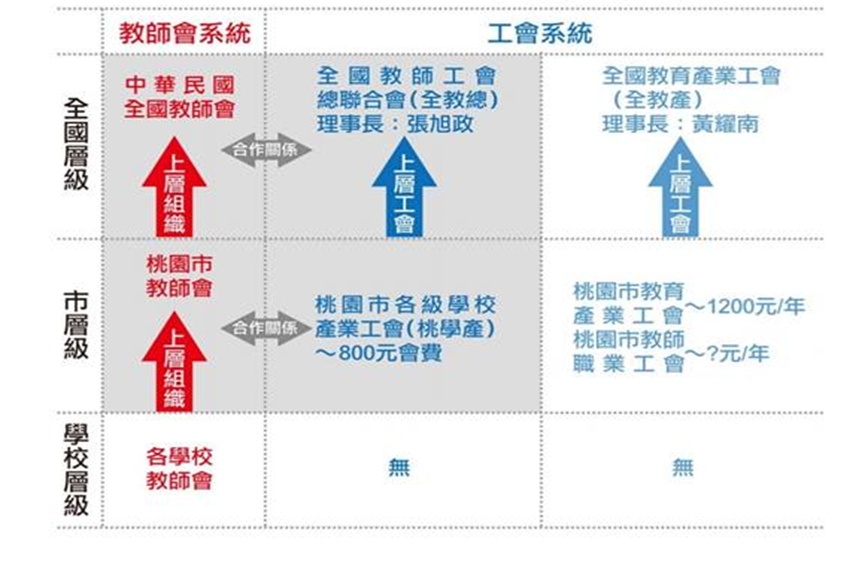 教師會系統
工會系統
全國層級
中華民國
全國教師會
上層組織
合作關係
全國教師工會
總聯合會(全教總)
理事長:張旭政
上層工會
全國教育產業工會
(全教產)
理事長:黃耀南
上層工會
市層級
桃園市
教師會
上層組織
合作關係
桃園市各級學校
產業工會(桃學產)
～800元會費
桃園市教育
產業工會～1200元/年
桃園市教師
職業工會～?元/年
學校層級
各學校
教師會
無
無